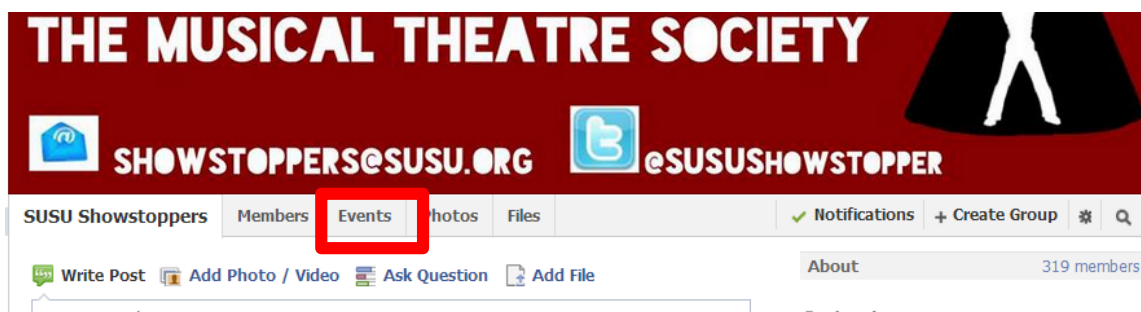 THE MUSICAL THEATRE SOCIETY
@ SHOWSTOPPERS@SUSU.ORG t @SUSUSHOWSTOPPER
SUSU Showstoppers Members Events Photos Files Notifications + Create Group
Write Post Add Photo / Video Ask Question Add File
About 319 members